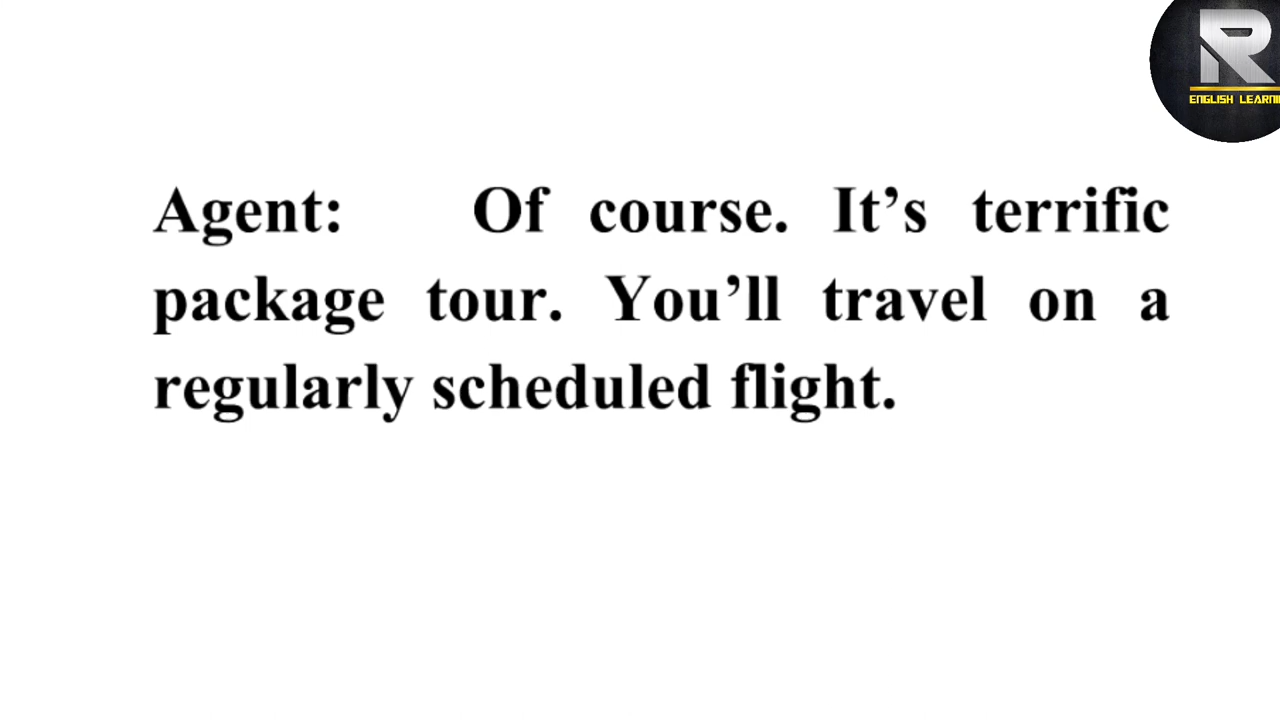 R
ENGLISH LEARNI
Agent: Of course. It’s terrific
package tour. You’ll travel on a
regularly scheduled flight.